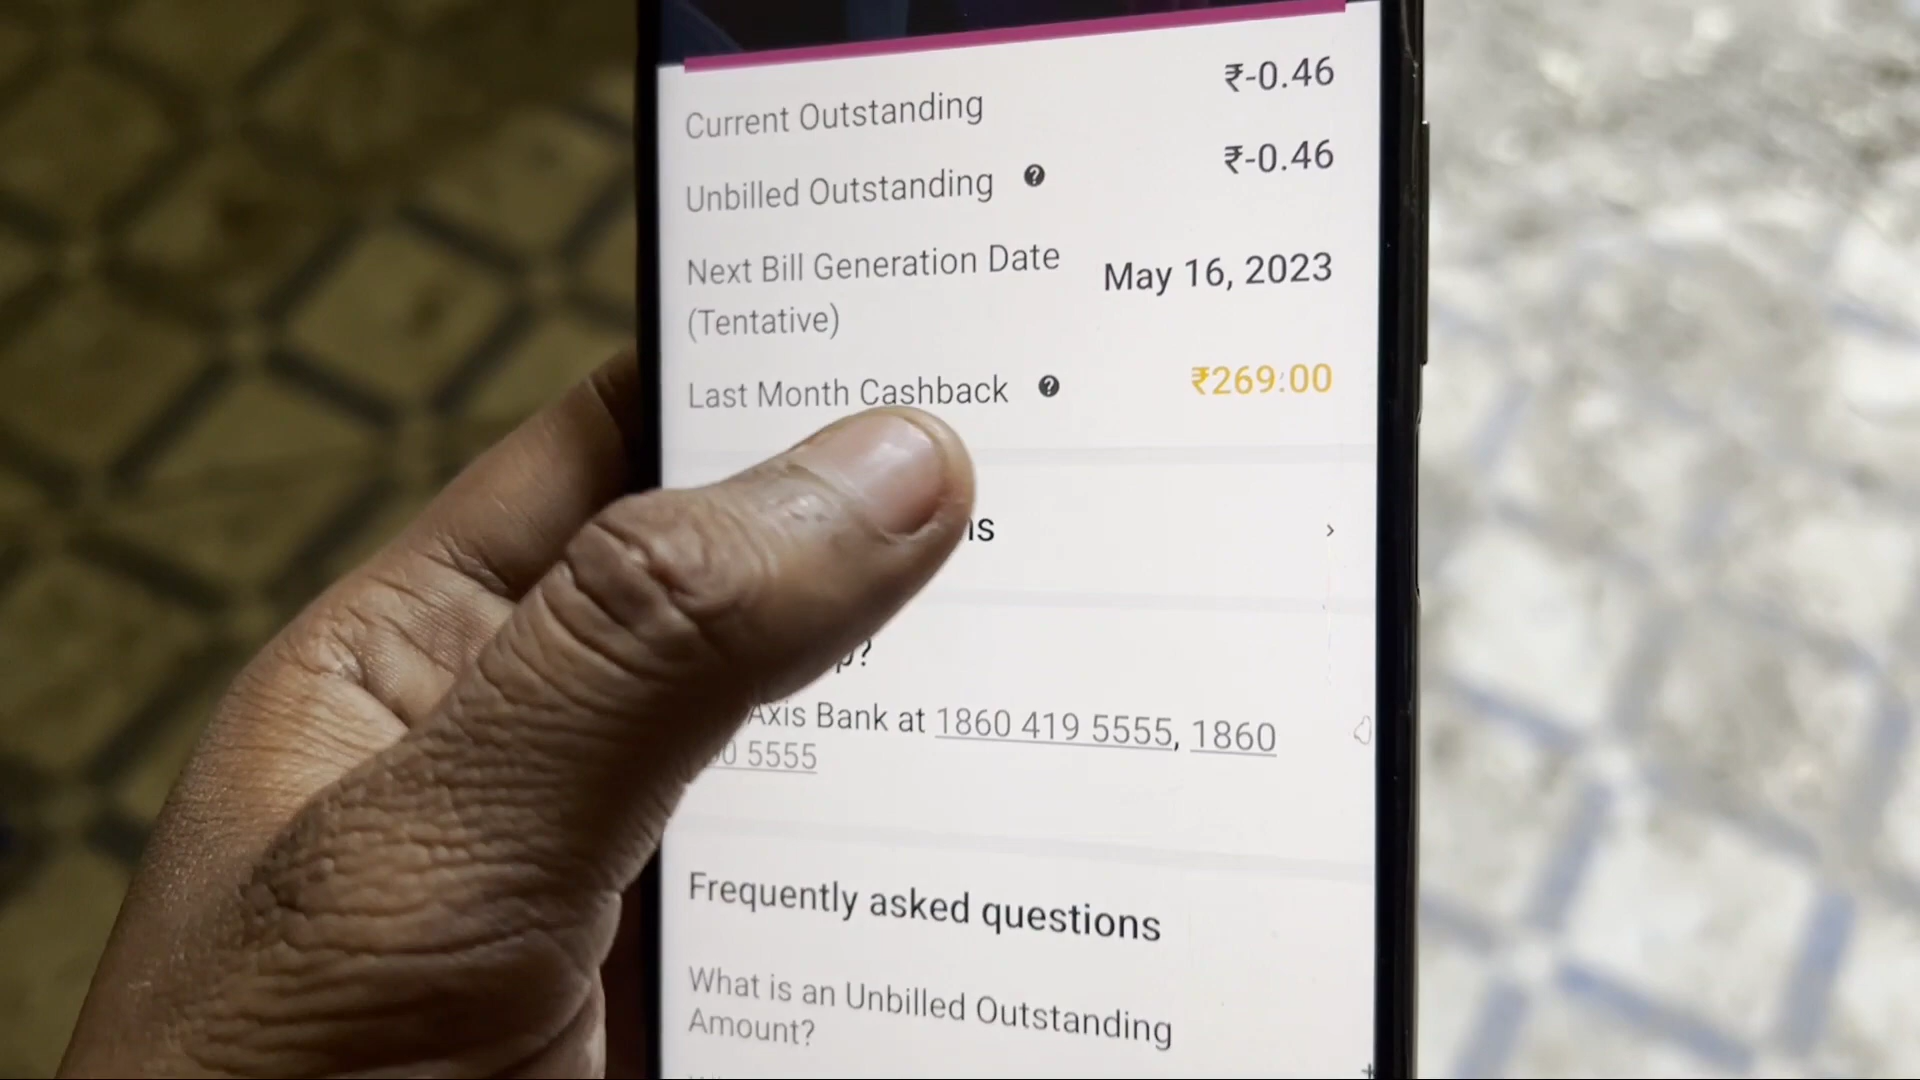 Current Outstanding ₹-0.46
Unbilled Outstanding ₹-0.46
Next Bill Generation Date
(Tentative) May 16, 2023
Last Month Cashback ₹269.00
Axis Bank at 1860 419 5555, 1860
5555
Frequently asked questions
What is an Unbilled Outstanding
Amount?